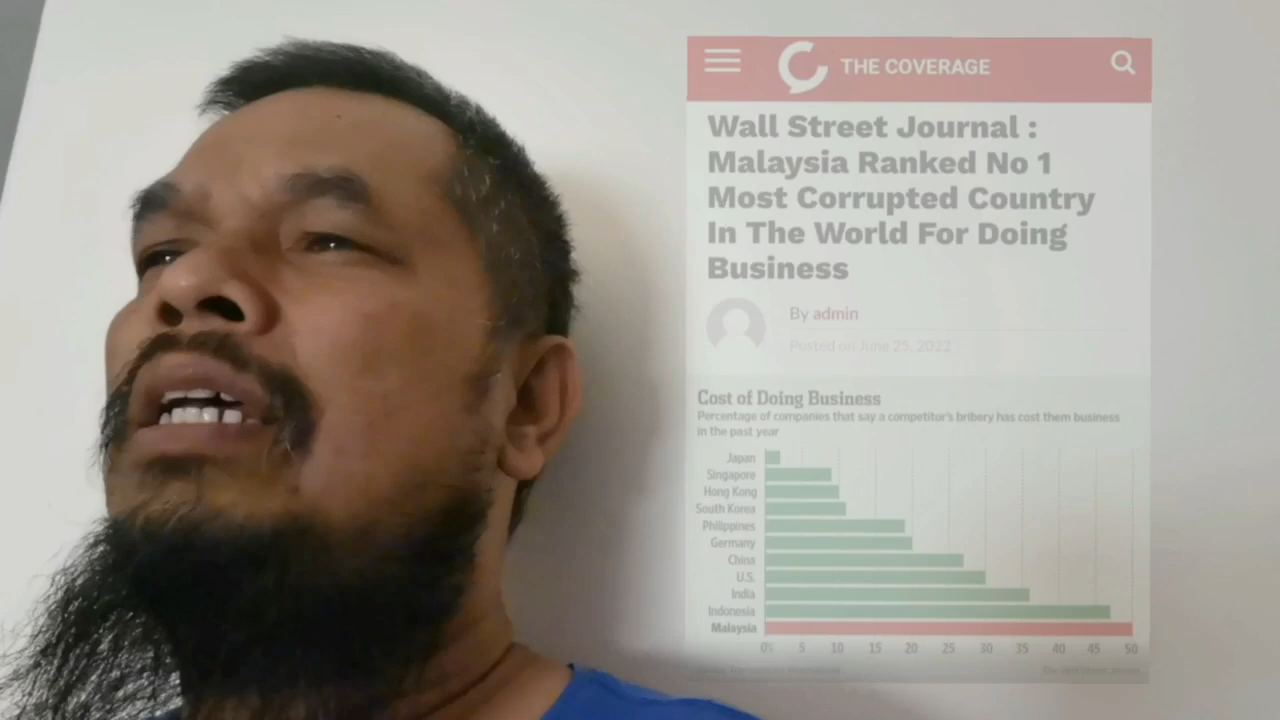 THE COVERAGE
Wall Street Journal :
Malaysia Ranked No 1
Most Corrupted Country
In The World For Doing
Business
By admin
Posted on June 25, 2022
Cost of Doing Business
Percentage of companies that say a competitor's bribery has cost them business
in the past year
Japan
Singapore
Hong Kong
South Korea
Philippines
Germany
China
U.S.
India
Indonesia
Malaysia
0% 5 10 15 20 25 30 35 40 45 50